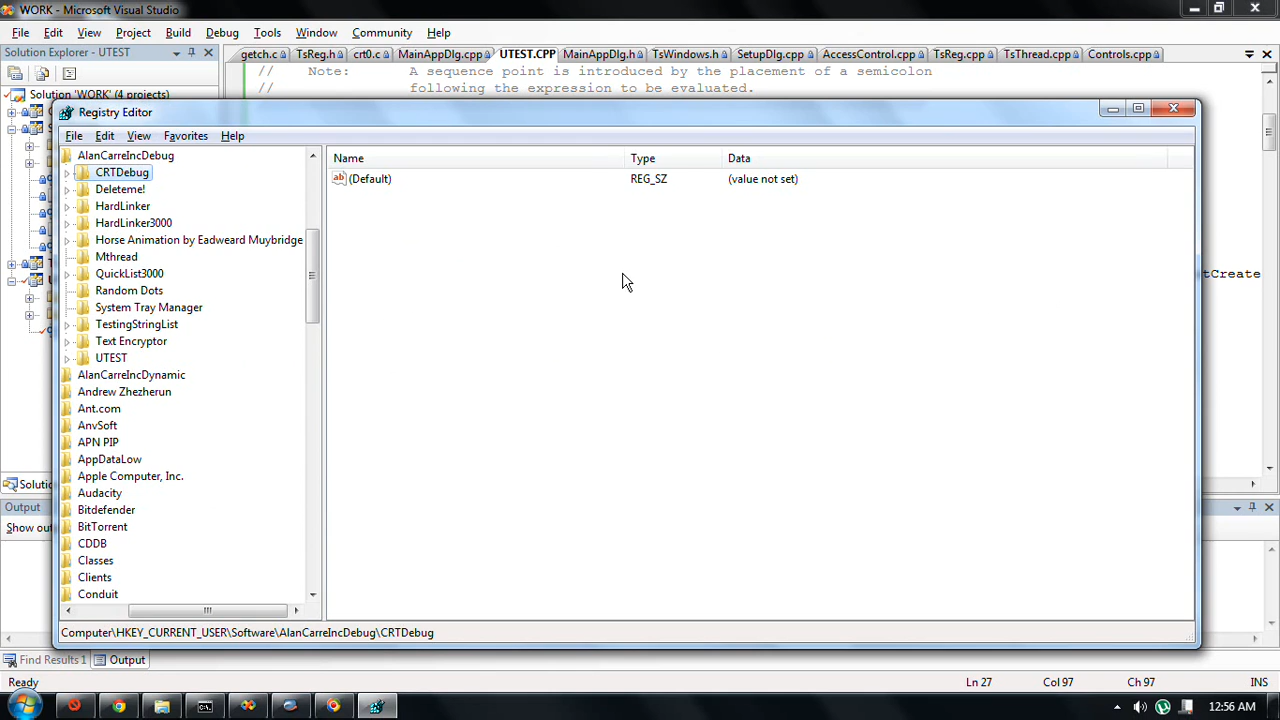 WORK - Microsoft Visual Studio
File Edit View Project Build Debug Tools Window Community Help
Solution Explorer - UTEST
getch.c TsReg.h crt0.c MainAppDlg.cpp UTEST.CPP MainAppDlg.h TsWindows.h SetupDlg.cpp AccessControl.cpp TsReg.cpp TsThread.cpp Controls.cpp
// Note: A sequence point is introduced by the placement of a semicolon
// following the expression to be evaluated.
Solution 'WORK' (4 projects)
Registry Editor
File Edit View Favorites Help
AlanCarreIncDebug
CRTDebug
Deleteme!
HardLinker
HardLinker3000
Horse Animation by Eadweard Muybridge
Mthread
QuickList3000
Random Dots
System Tray Manager
TestingStringList
Text Encryptor
UTEST
AlanCarreIncDynamic
Andrew Zhezherun
Ant.com
AnvSoft
APN PIP
AppDataLow
Apple Computer, Inc.
Audacity
Bitdefender
BitTorrent
CDDB
Classes
Clients
Conduit
Name Type Data
ab (Default) REG_SZ (value not set)
tCreate
Computer\HKEY_CURRENT_USER\Software\AlanCarreIncDebug\CRTDebug
Solutio
Output
Show out
Find Results 1 Output
Ready Ln 27 Col 97 Ch 97 INS
12:56 AM